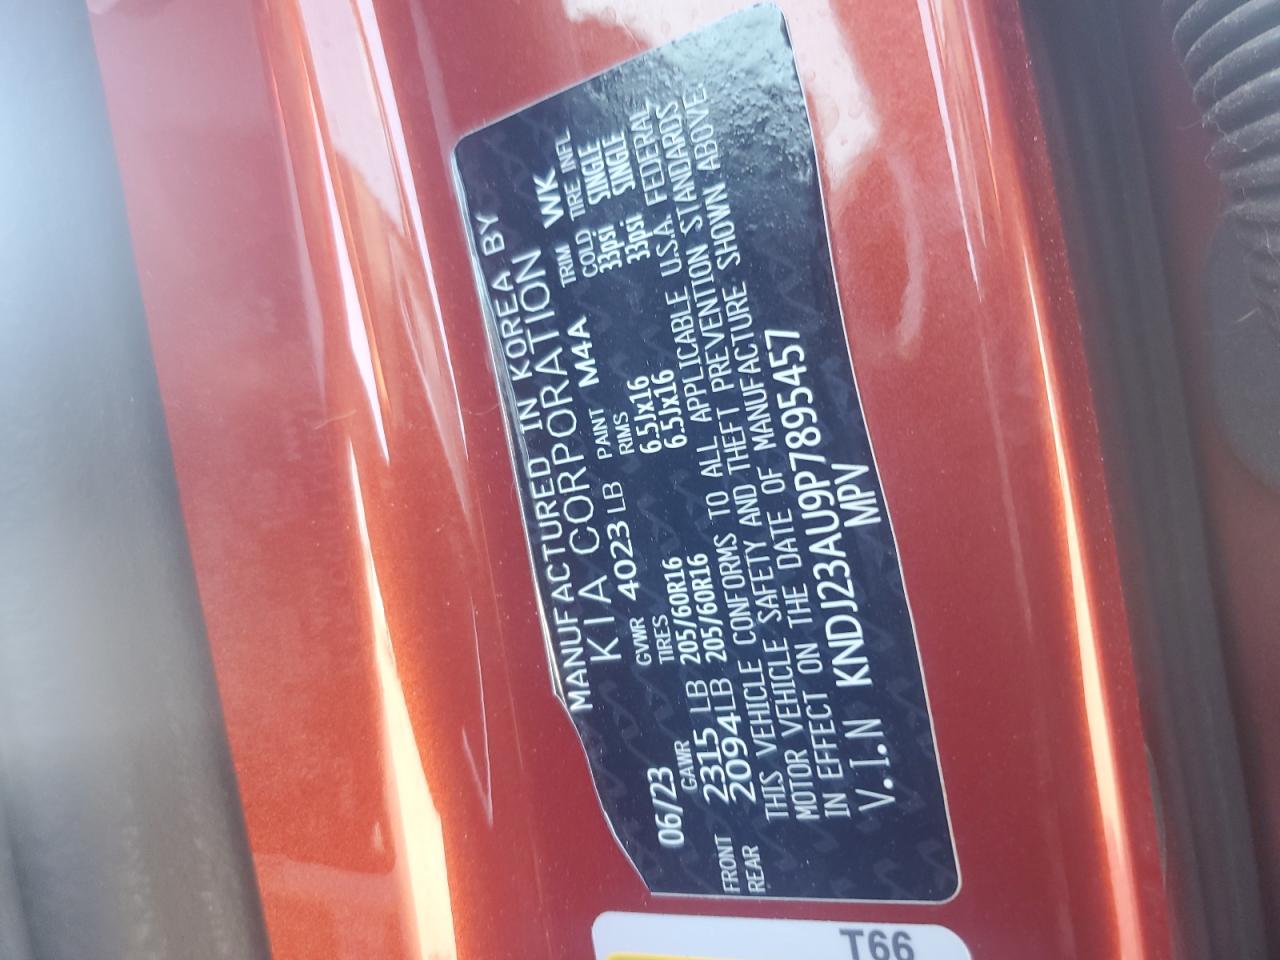 MANUFACTURED IN KOREA BY
KIA CORPORATION
06/23 GVWR 4023 LB PAINT M4A TRIM WK
GAWR TIRES RIMS COLD TIRE INFL
FRONT 2315 LB 205/60R16 6.5Jx16 33psi SINGLE
REAR 2094LB 205/60R16 6.5Jx16 33psi SINGLE
THIS VEHICLE CONFORMS TO ALL APPLICABLE U.S.A. FEDERAL
MOTOR VEHICLE SAFETY AND THEFT PREVENTION STANDARDS
IN EFFECT ON THE DATE OF MANUFACTURE SHOWN ABOVE.
V.I.N KNDJ23AU9P7895457
MPV
T66